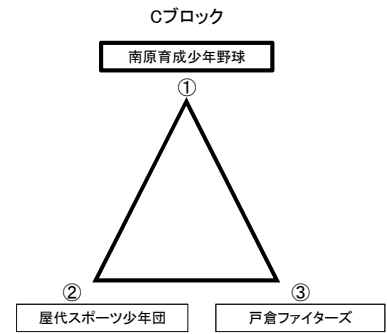 Cブロック
南原育成少年野球
①
②
③
屋代スポーツ少年団
戸倉ファイターズ